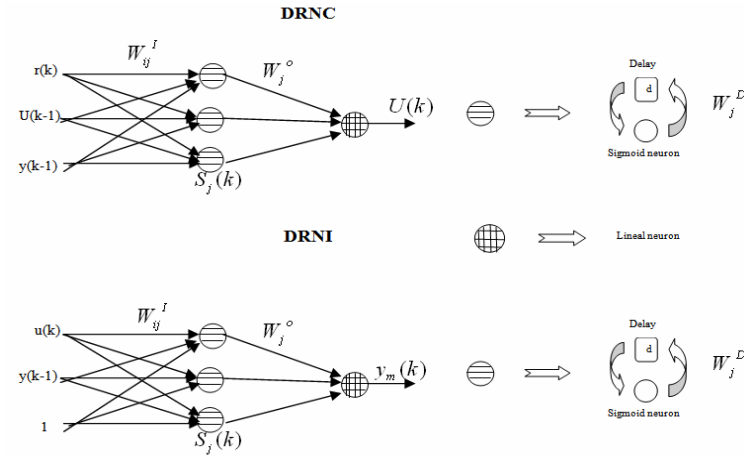 DRNC
W_ij^I
W_j^o
r(k)
U(k-1)
y(k-1)
S_j(k)
U(k)
Delay
d
Sigmoid neuron
W_j^D
DRNI
Lineal neuron
W_ij^I
W_j^o
u(k)
y(k-1)
1
S_j(k)
y_m(k)
Delay
d
Sigmoid neuron
W_j^D